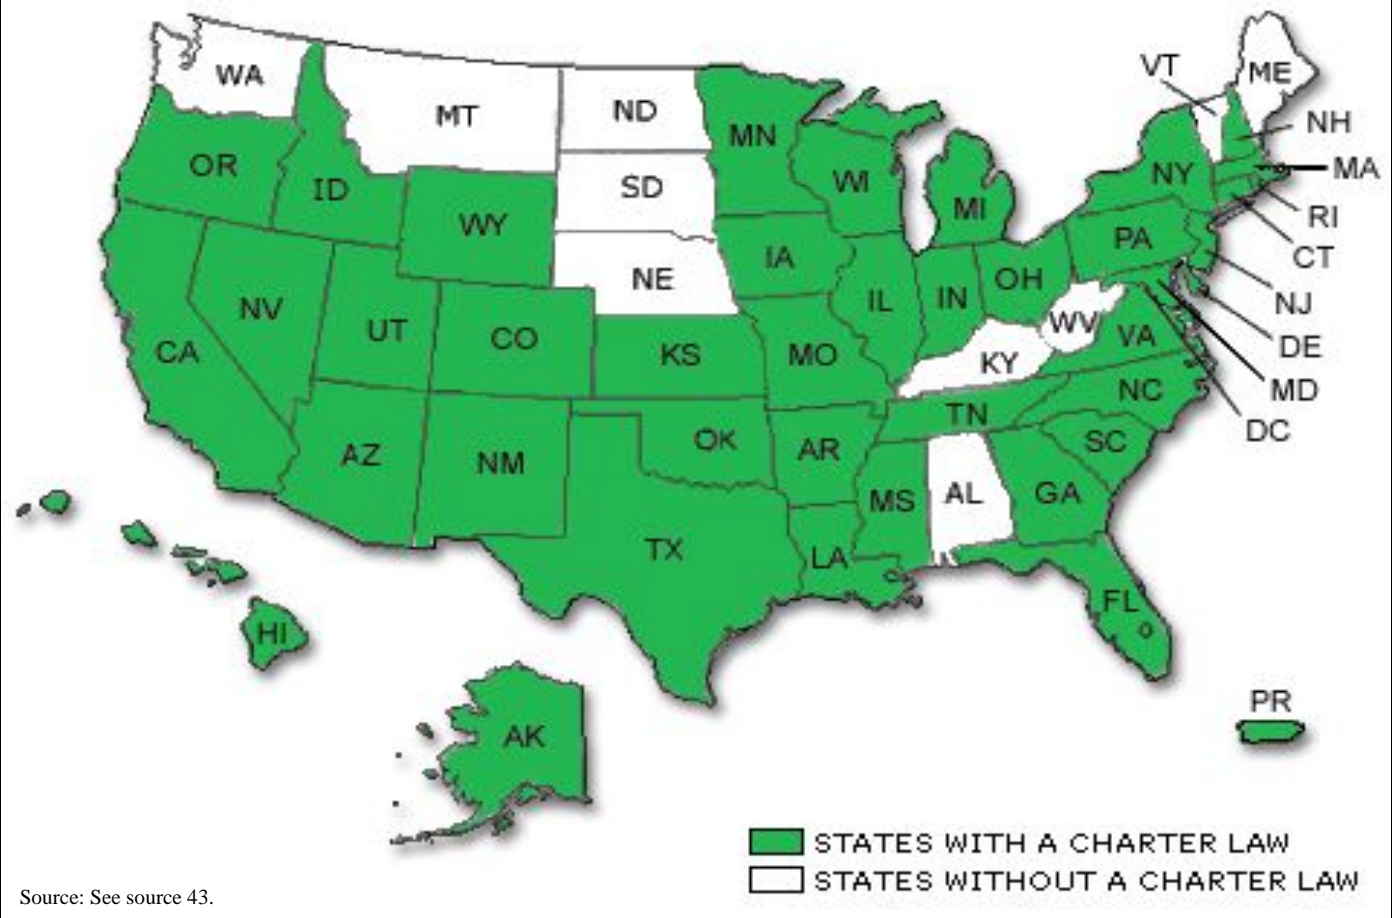 WA
MT
ND
MN
VT
ME
NH
OR
ID
SD
WI
MI
NY
MA
WY
RI
IA
PA
CT
NE
NV
IL
IN
OH
NJ
UT
CO
WV
VA
DE
CA
KS
MO
KY
MD
NC
TN
DC
AZ
NM
OK
AR
SC
MS
AL
GA
TX
LA
FL
HI
PR
AK
STATES WITH A CHARTER LAW
STATES WITHOUT A CHARTER LAW
Source: See source 43.